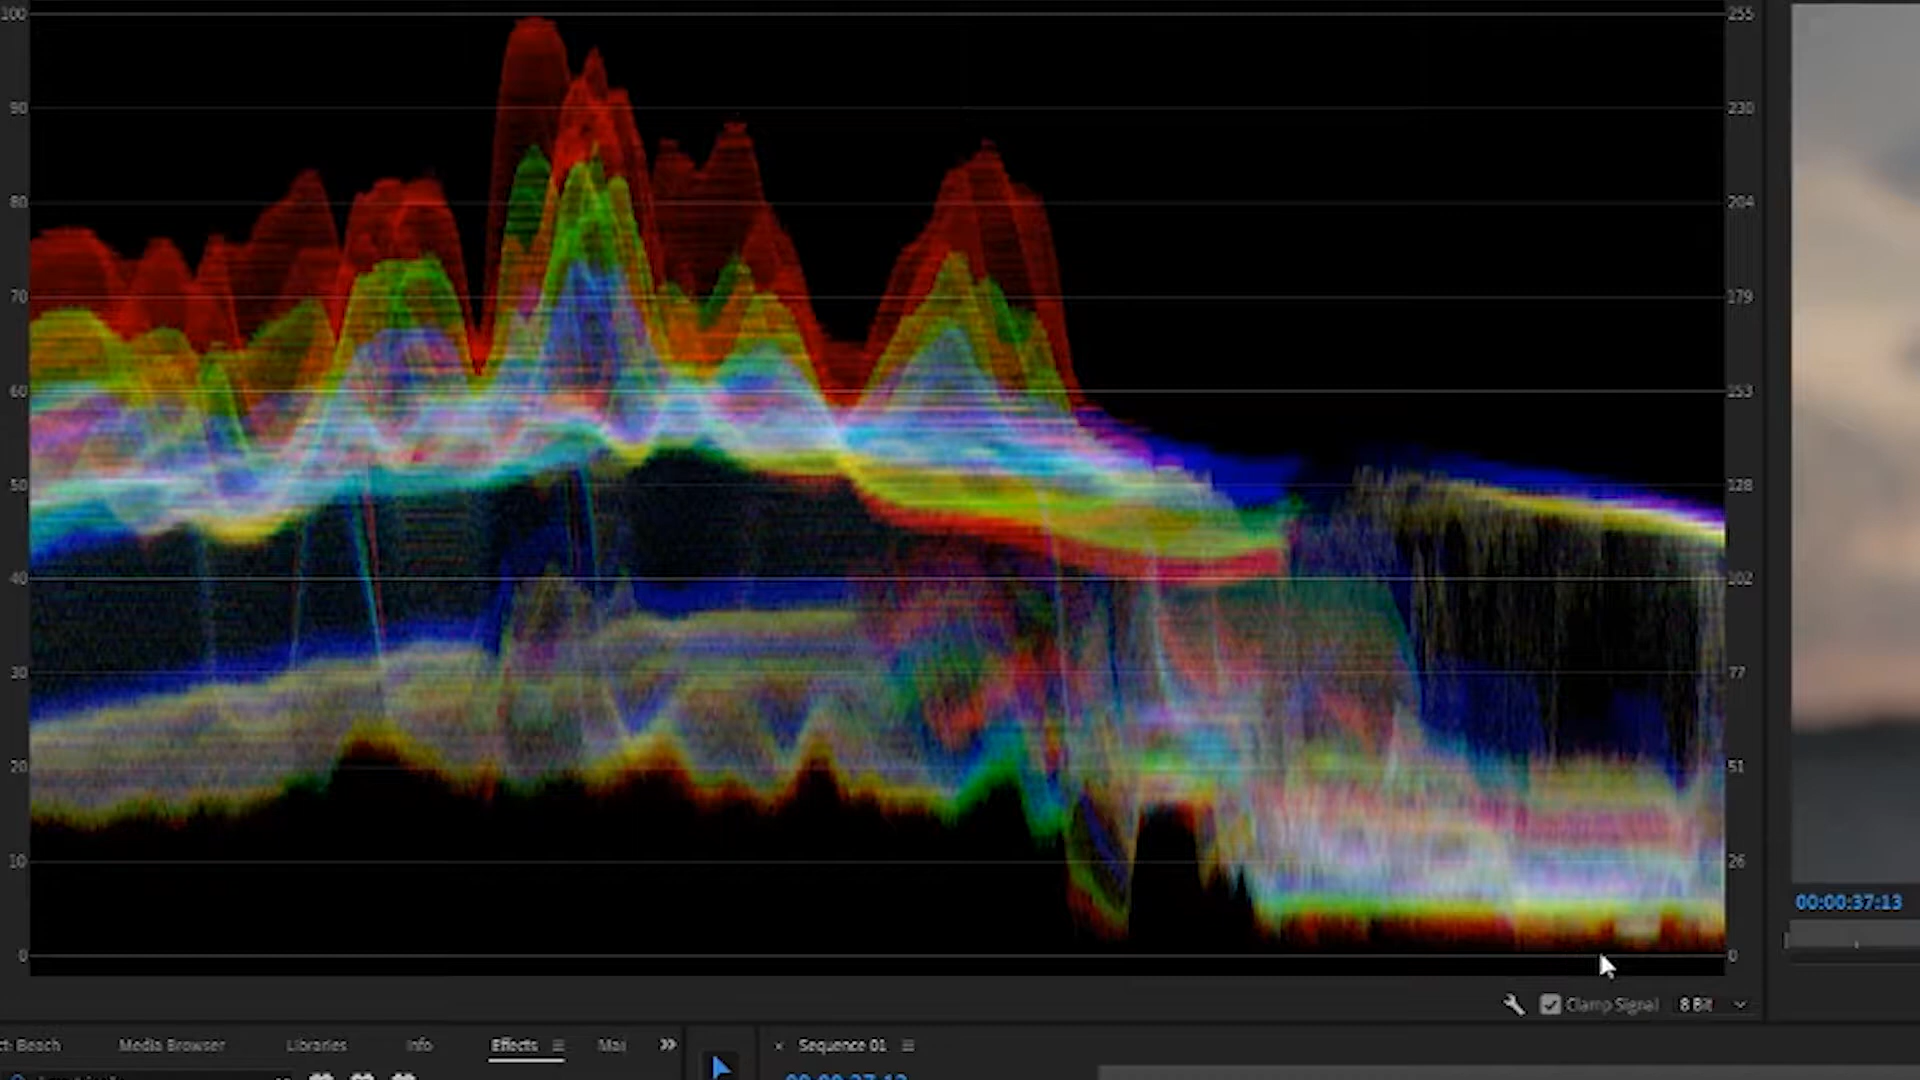 100
255
90
230
80
204
70
179
60
153
50
128
40
102
30
77
20
51
10
26
0
0
00:00:37:13
Clamp Signal
8 Bit
ct: Beach
Media Browser
Libraries
Info
Effects
Sequence 01